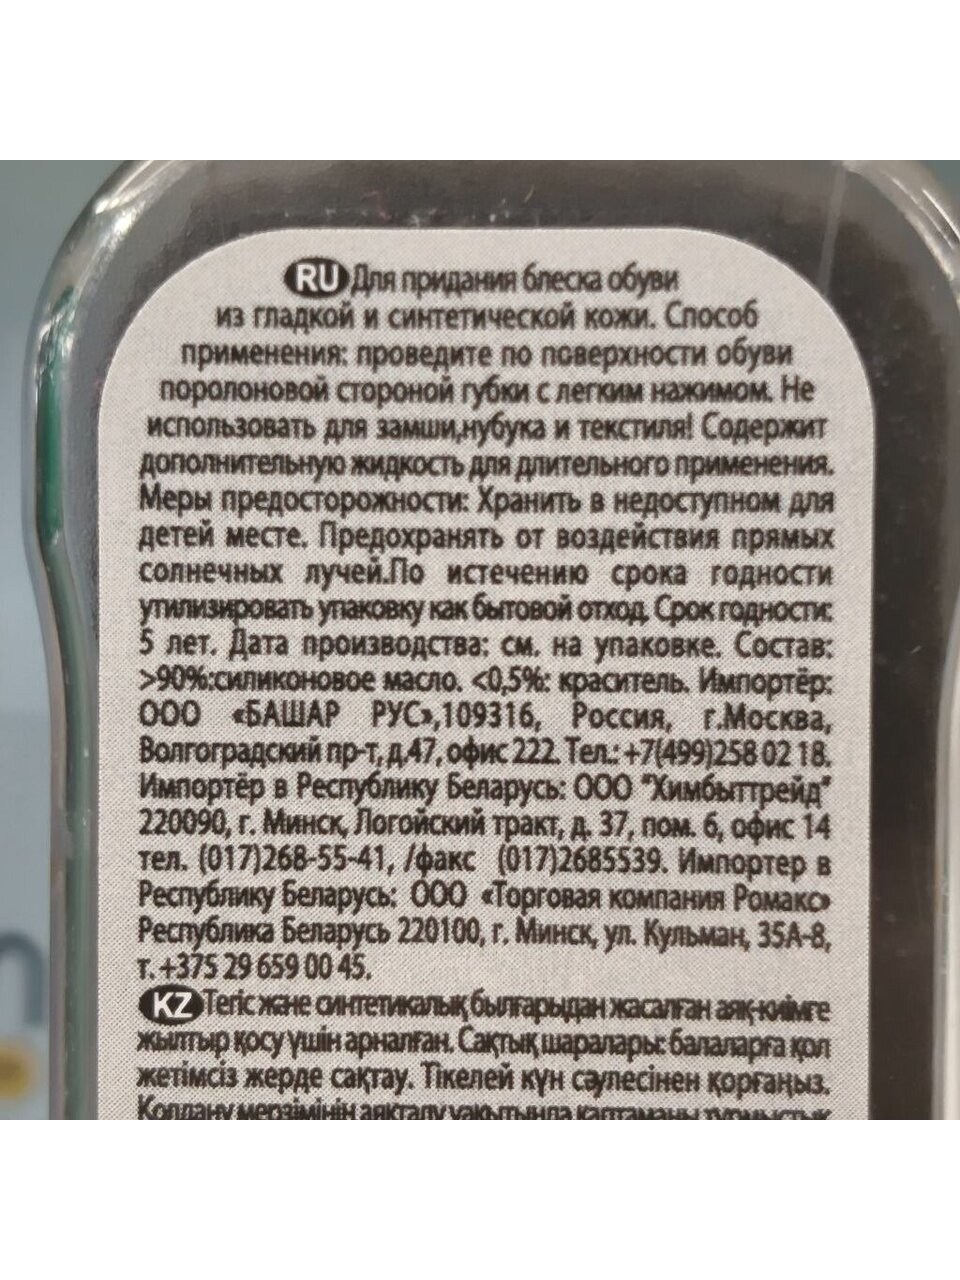 RU Для придания блеска обуви
из гладкой и синтетической кожи. Способ
применения: проведите по поверхности обуви
поролоновой стороной губки с легким нажимом. Не
использовать для замши,нубука и текстиля! Содержит
дополнительную жидкость для длительного применения.
Меры предосторожности: Хранить в недоступном для
детей месте. Предохранять от воздействия прямых
солнечных лучей.По истечению срока годности
утилизировать упаковку как бытовой отход. Срок годности:
5 лет. Дата производства: см. на упаковке. Состав:
>90%:силиконовое масло. <0,5%: краситель. Импортёр:
ООО «БАШАР РУС»,109316, Россия, г.Москва,
Волгоградский пр-т, д.47, офис 222. Тел.: +7(499)258 02 18.
Импортёр в Республику Беларусь: ООО "Химбыттрейд"
220090, г. Минск, Логойский тракт, д. 37, пом. 6, офис 14
тел. (017)268-55-41, /факс (017)2685539. Импортер в
Республику Беларусь: ООО «Торговая компания Ромакс»
Республика Беларусь 220100, г. Минск, ул. Кульман, 35А-8,
т. +375 29 659 00 45.
KZ Тегіс және синтетикалық былғарыдан жасалған аяқ-киімге
жылтыр қосу үшін арналған. Сақтық шаралары: балаларға қол
жетімсіз жерде сақтау. Тікелей күн сәулесінен қорғаңыз.
Қолдану мерзімінің аяқталу уақытында қаптаманы тұрмыстық